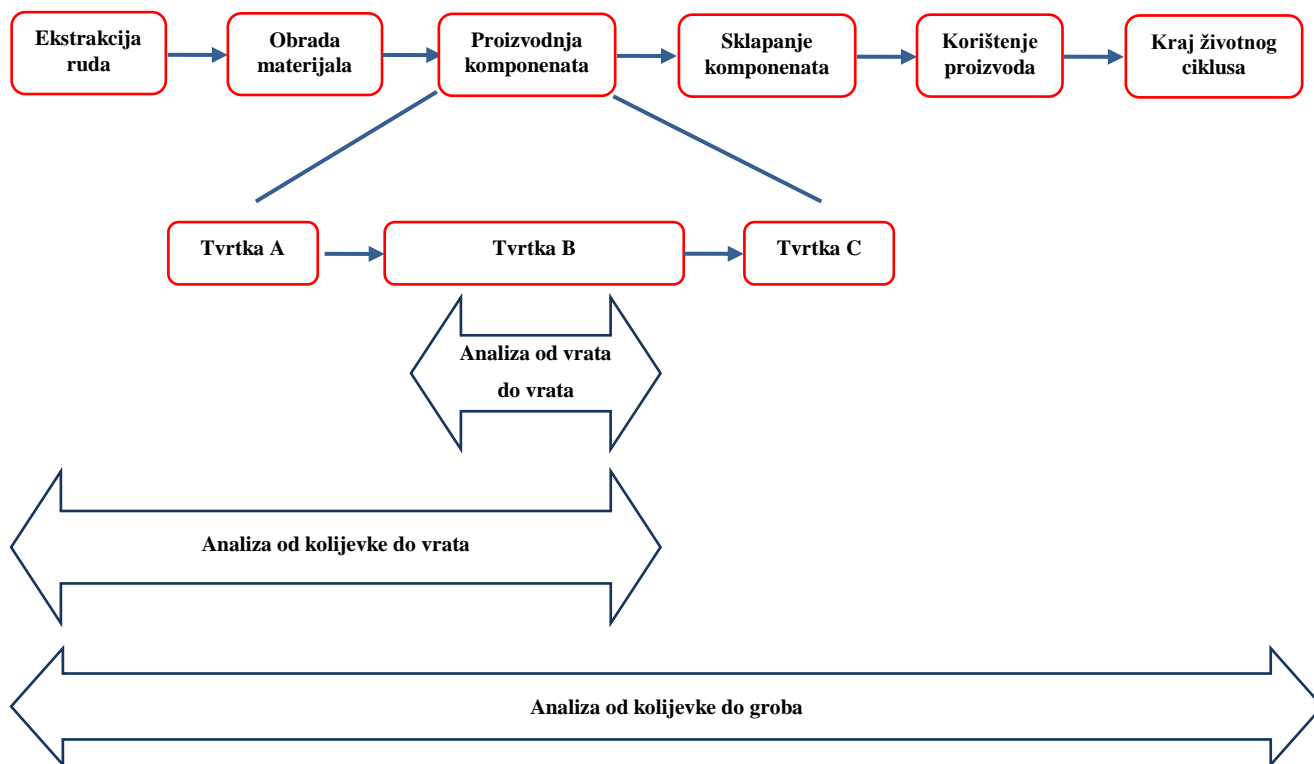 Ekstrakcija
ruda
Obrada
materijala
Proizvodnja
komponenata
Sklapanje
komponenata
Korištenje
proizvoda
Kraj životnog
ciklusa
Tvrtka A
Tvrtka B
Tvrtka C
Analiza od vrata
do vrata
Analiza od kolijevke do vrata
Analiza od kolijevke do groba